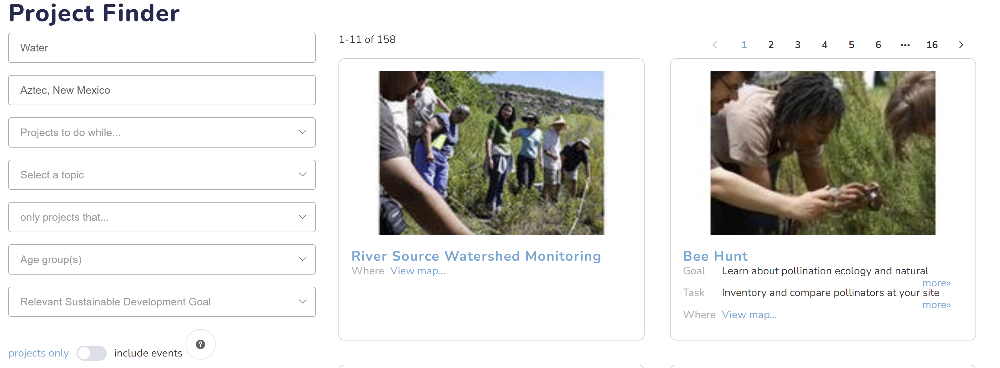 Project Finder
Water
Aztec, New Mexico
Projects to do while...
Select a topic
only projects that...
Age group(s)
Relevant Sustainable Development Goal
projects only include events ?
1-11 of 158
< 1 2 3 4 5 6 ••• 16 >
River Source Watershed Monitoring
Where View map...
Bee Hunt
Goal Learn about pollination ecology and natural
more»
Task Inventory and compare pollinators at your site
more»
Where View map...